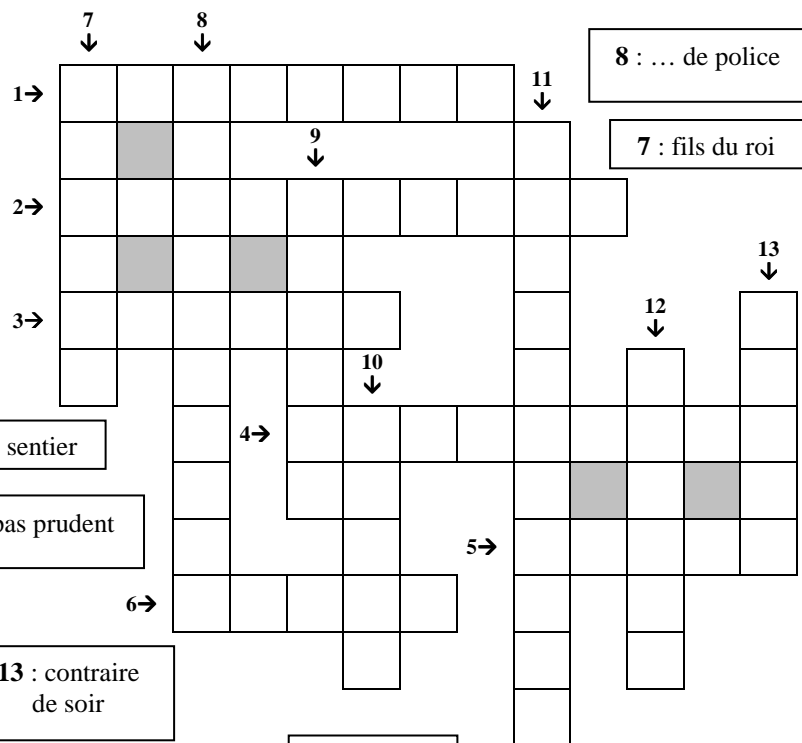 7 8
8 : … de police
1→ 11
9
7 : fils du roi
2→
13
3→ 12
10
sentier 4→
pas prudent
5→
6→
13 : contraire
de soir